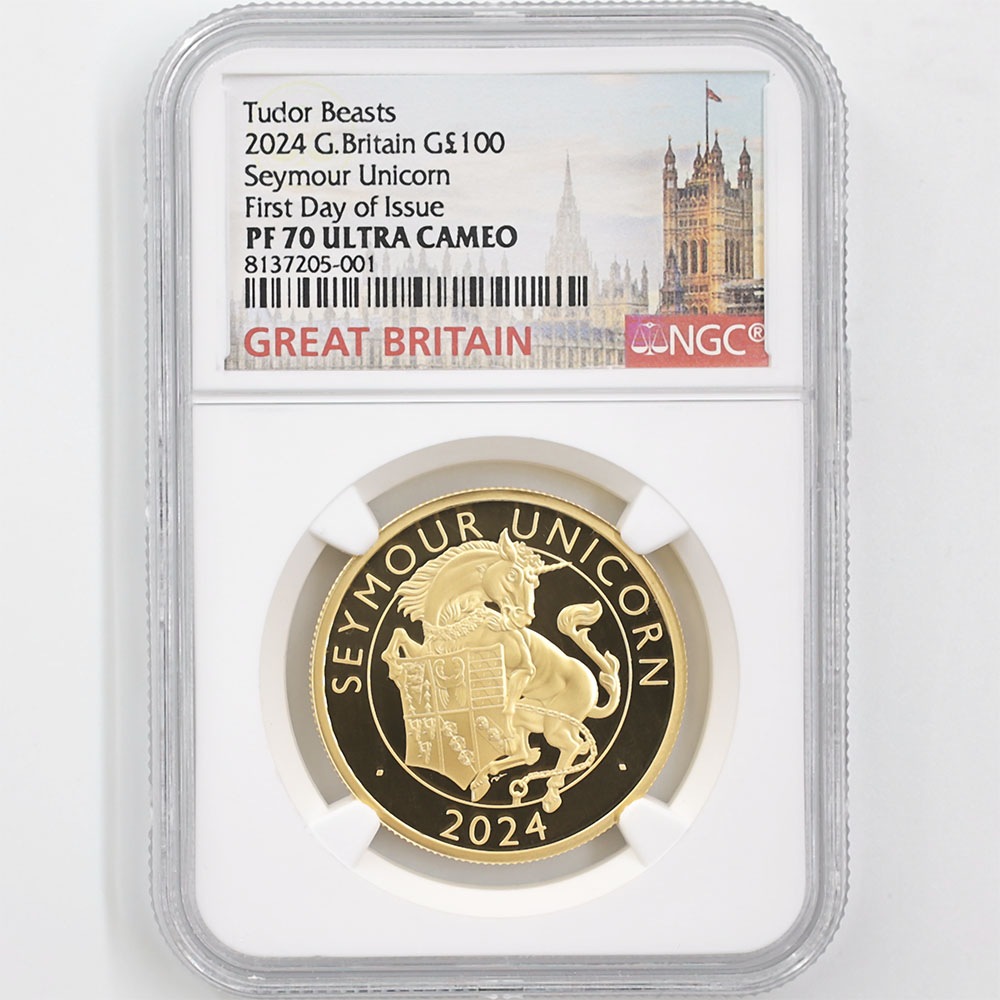 Tudor Beasts
2024 G.Britain G£100
Seymour Unicorn
First Day of Issue
PF 70 ULTRA CAMEO
8137205-001
GREAT BRITAIN
NGC®
SEYMOUR UNICORN
2024